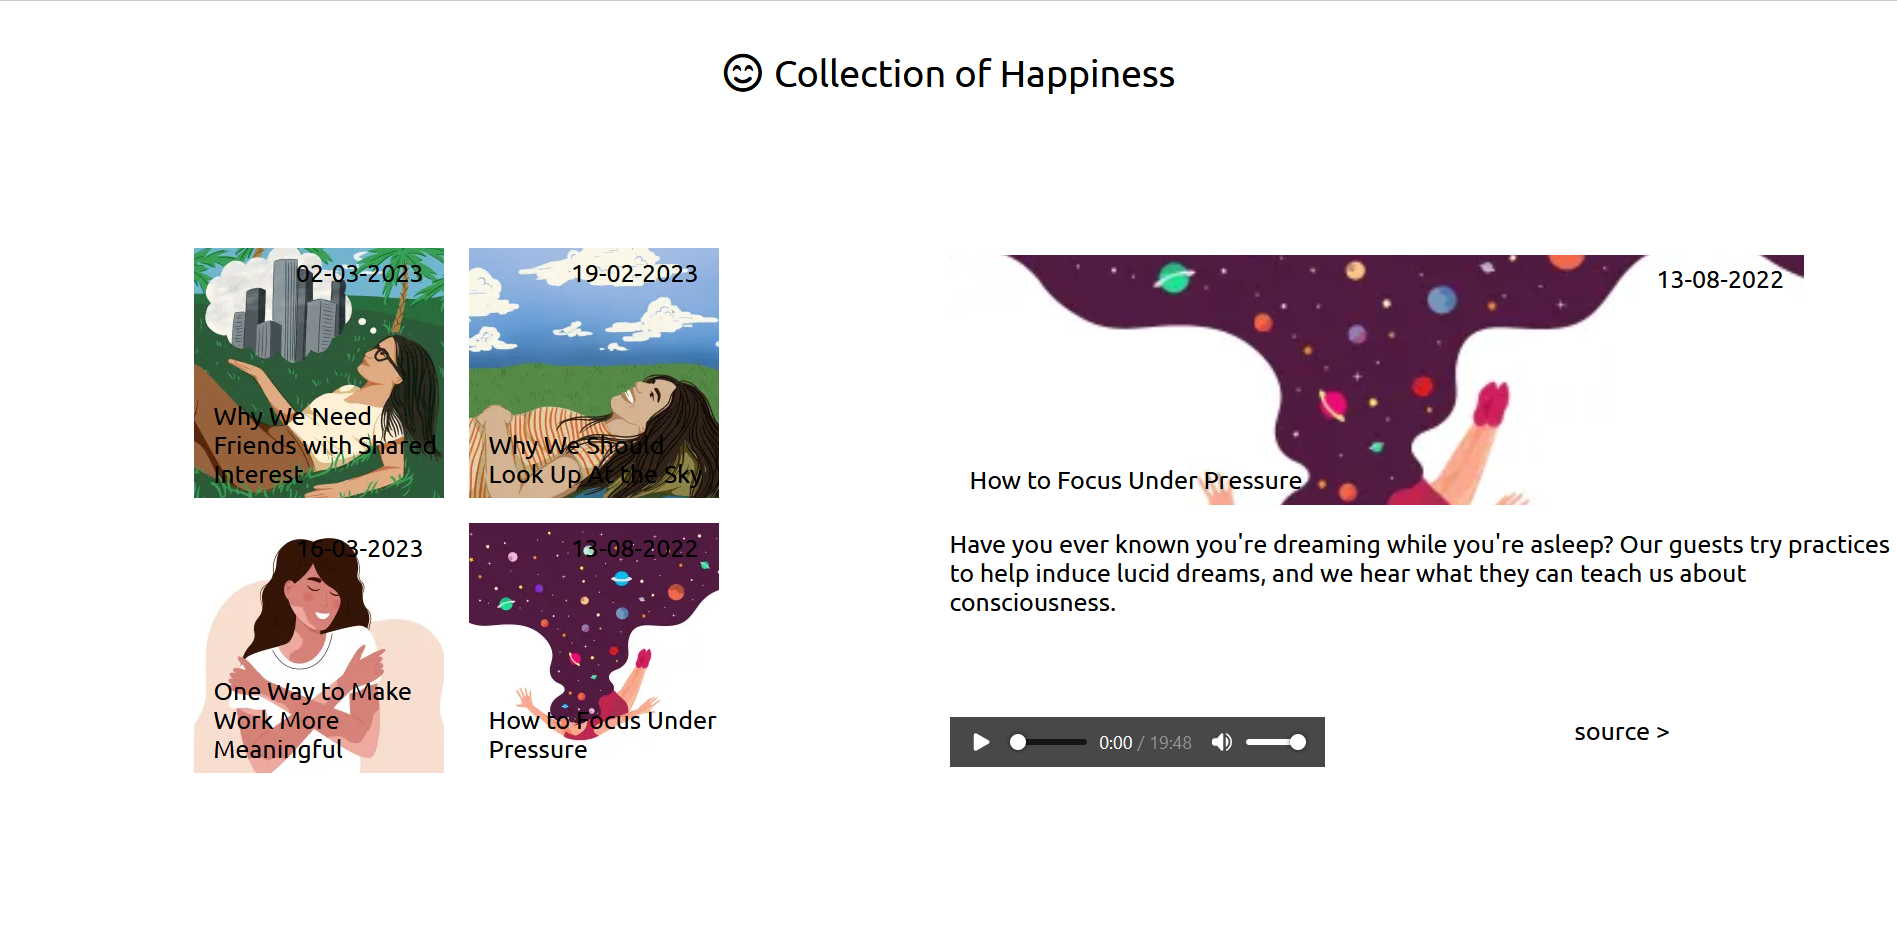 Collection of Happiness
02-03-2023
Why We Need
Friends with Shared
Interest
19-02-2023
Why We Should
Look Up At the Sky
16-03-2023
One Way to Make
Work More
Meaningful
13-08-2022
How to Focus Under
Pressure
13-08-2022
How to Focus Under Pressure
Have you ever known you're dreaming while you're asleep? Our guests try practices
to help induce lucid dreams, and we hear what they can teach us about
consciousness.
0:00 / 19:48
source >